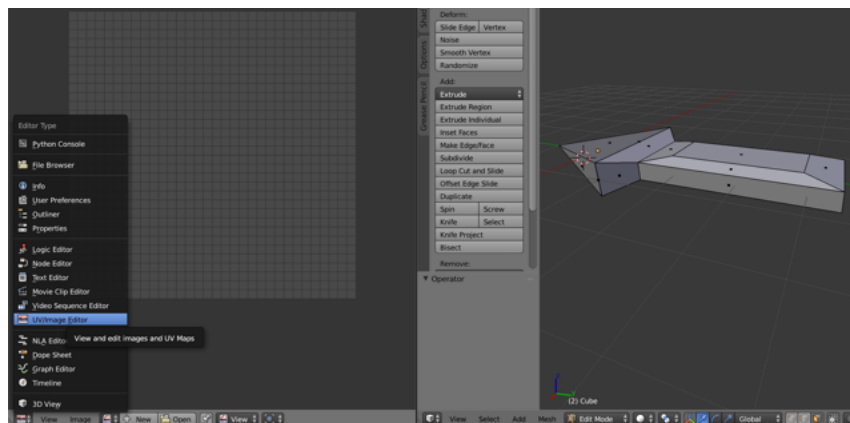 Editor Type
Python Console
File Browser
Info
User Preferences
Outliner
Properties
Logic Editor
Node Editor
Text Editor
Movie Clip Editor
Video Sequence Editor
UV/Image Editor
NLA Edito
View and edit images and UV Maps
Dope Sheet
Graph Editor
Timeline
3D View
View Image New Open View
Options
Grease Pencil
Deform:
Slide Edge Vertex
Noise
Smooth Vertex
Randomize
Add:
Extrude
Extrude Region
Extrude Individual
Inset Faces
Make Edge/Face
Subdivide
Loop Cut and Slide
Offset Edge Slide
Duplicate
Spin Screw
Knife Select
Knife Project
Bisect
Remove:
Operator
(2) Cube
View Select Add Mesh Edit Mode Global